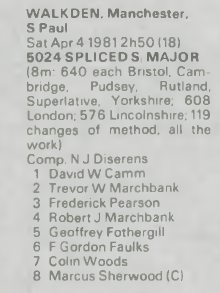 WALKDEN, Manchester,
S Paul
Sat Apr 4 1981 2h50 (18)
5024 SPLICED S. MAJOR
(8m: 640 each Bristol, Cam-
bridge, Pudsey, Rutland,
Superlative, Yorkshire; 608
London; 576 Lincolnshire; 119
changes of method, all the
work)
Comp. N J Diserens
1 David W Camm
2 Trevor W Marchbank
3 Frederick Pearson
4 Robert J Marchbank
5 Geoffrey Fothergill
6 F Gordon Faulks
7 Colin Woods
8 Marcus Sherwood (C)